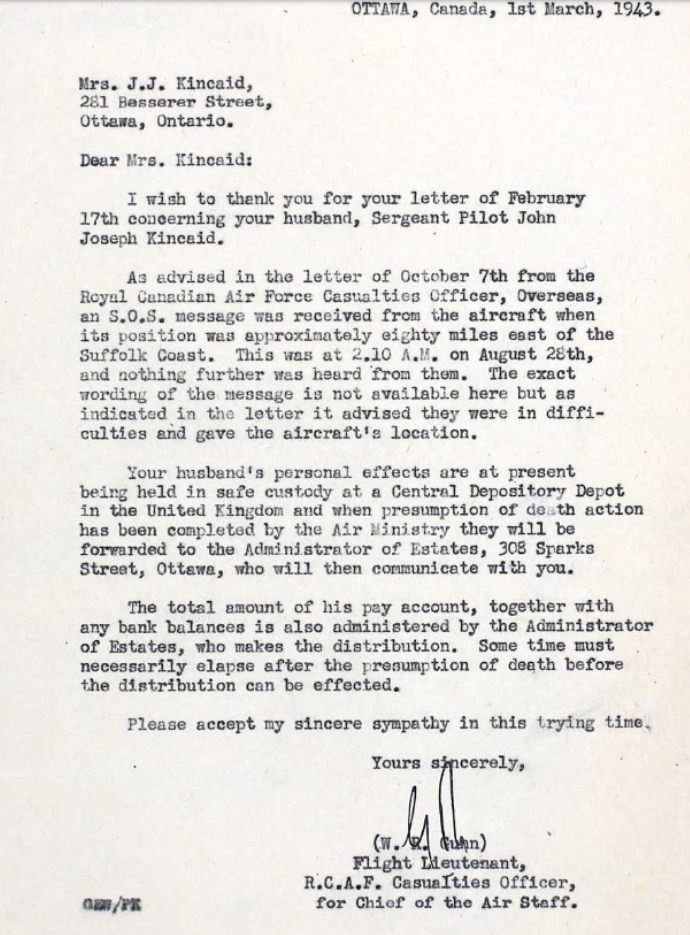 OTTAWA, Canada, 1st March, 1943.
Mrs. J.J. Kincaid,
281 Besserer Street,
Ottawa, Ontario.
Dear Mrs. Kincaid:
I wish to thank you for your letter of February
17th concerning your husband, Sergeant Pilot John
Joseph Kincaid.
As advised in the letter of October 7th from the
Royal Canadian Air Force Casualties Officer, Overseas,
an S.O.S. message was received from the aircraft when
its position was approximately eighty miles east of the
Suffolk Coast. This was at 2.10 A.M. on August 28th,
and nothing further was heard from them. The exact
wording of the message is not available here but as
indicated in the letter it advised they were in diffi-
culties and gave the aircraft's location.
Your husband's personal effects are at present
being held in safe custody at a Central Depository Depot
in the United Kingdom and when presumption of death action
has been completed by the Air Ministry they will be
forwarded to the Administrator of Estates, 308 Sparks
Street, Ottawa, who will then communicate with you.
The total amount of his pay account, together with
any bank balances is also administered by the Administrator
of Estates, who makes the distribution. Some time must
necessarily elapse after the presumption of death before
the distribution can be effected.
Please accept my sincere sympathy in this trying time.
Yours sincerely,
(W. R. Gunn)
Flight Lieutenant,
R.C.A.F. Casualties Officer,
for Chief of the Air Staff.